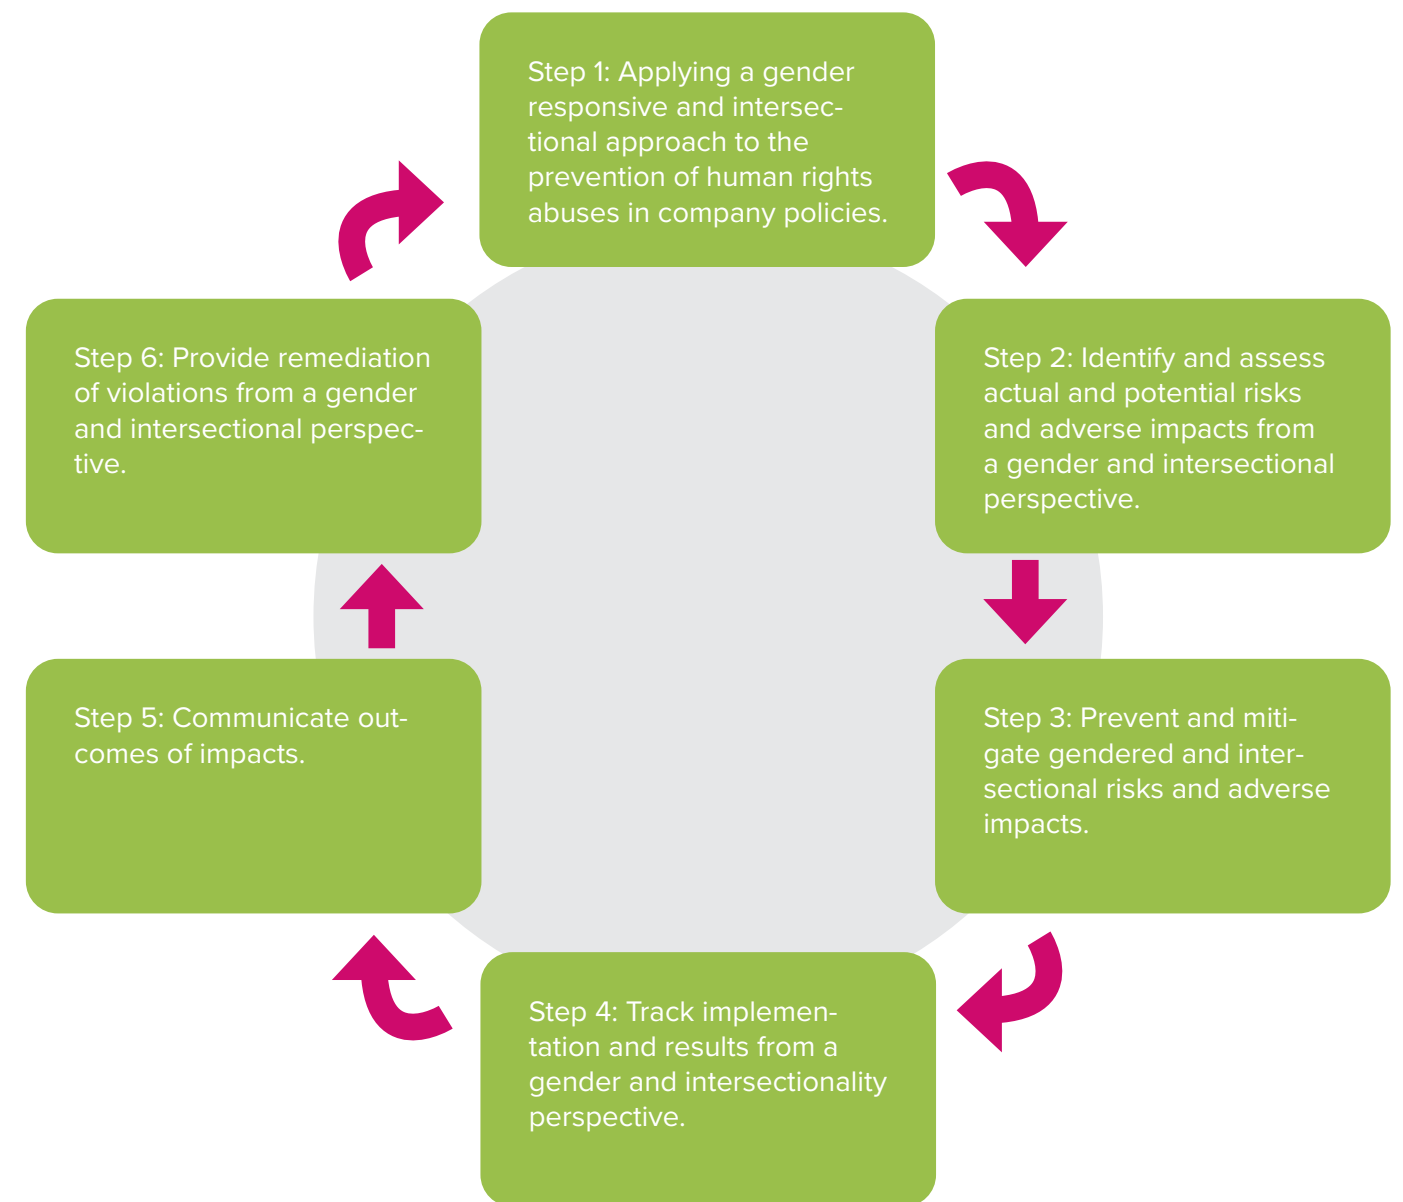 Step 1: Applying a gender
responsive and intersec-
tional approach to the
prevention of human rights
abuses in company policies.
Step 2: Identify and assess
actual and potential risks
and adverse impacts from
a gender and intersectional
perspective.
Step 3: Prevent and miti-
gate gendered and inter-
sectional risks and adverse
impacts.
Step 4: Track implemen-
tation and results from a
gender and intersectionality
perspective.
Step 5: Communicate out-
comes of impacts.
Step 6: Provide remediation
of violations from a gender
and intersectional perspec-
tive.